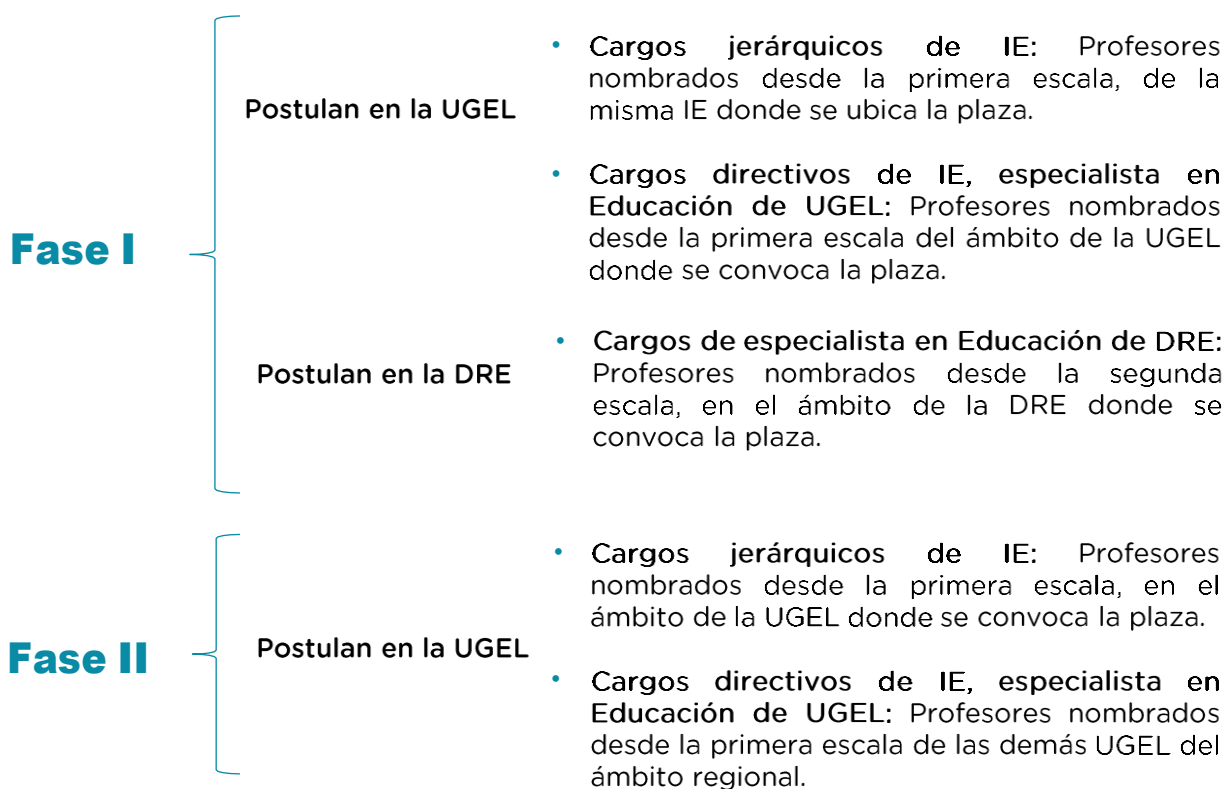 Fase I
Postulan en la UGEL
• Cargos jerárquicos de IE: Profesores
nombrados desde la primera escala, de la
misma IE donde se ubica la plaza.
• Cargos directivos de IE, especialista en
Educación de UGEL: Profesores nombrados
desde la primera escala del ámbito de la UGEL
donde se convoca la plaza.
Postulan en la DRE
• Cargos de especialista en Educación de DRE:
Profesores nombrados desde la segunda
escala, en el ámbito de la DRE donde se
convoca la plaza.
Fase II
Postulan en la UGEL
• Cargos jerárquicos de IE: Profesores
nombrados desde la primera escala, en el
ámbito de la UGEL donde se convoca la plaza.
• Cargos directivos de IE, especialista en
Educación de UGEL: Profesores nombrados
desde la primera escala de las demás UGEL del
ámbito regional.